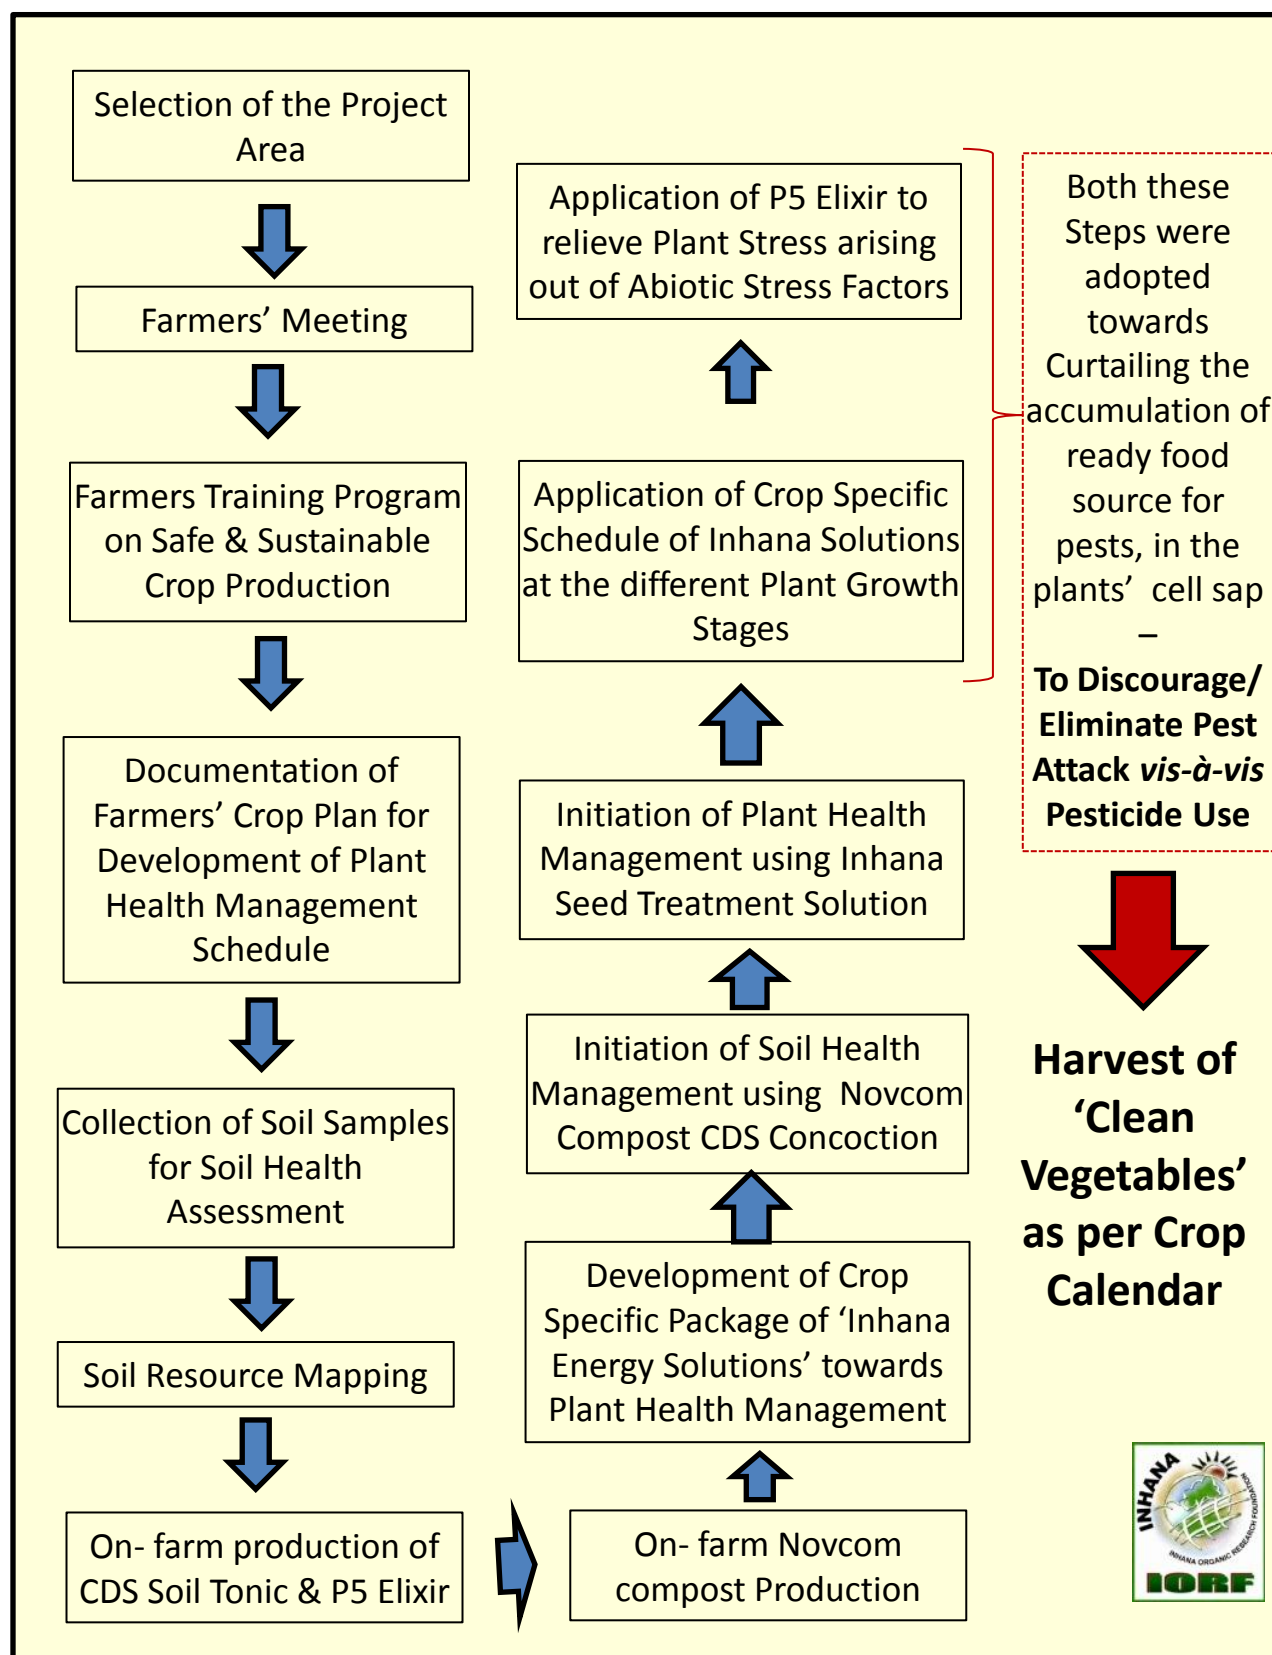 Selection of the Project
Area
Farmers’ Meeting
Farmers Training Program
on Safe & Sustainable
Crop Production
Documentation of
Farmers’ Crop Plan for
Development of Plant
Health Management
Schedule
Collection of Soil Samples
for Soil Health
Assessment
Soil Resource Mapping
On- farm production of
CDS Soil Tonic & P5 Elixir
On- farm Novcom
compost Production
Development of Crop
Specific Package of ‘Inhana
Energy Solutions’ towards
Plant Health Management
Initiation of Soil Health
Management using Novcom
Compost CDS Concoction
Initiation of Plant Health
Management using Inhana
Seed Treatment Solution
Application of Crop Specific
Schedule of Inhana Solutions
at the different Plant Growth
Stages
Application of P5 Elixir to
relieve Plant Stress arising
out of Abiotic Stress Factors
Both these
Steps were
adopted
towards
Curtailing the
accumulation of
ready food
source for
pests, in the
plants’ cell sap
–
To Discourage/
Eliminate Pest
Attack vis-à-vis
Pesticide Use
Harvest of
‘Clean
Vegetables’
as per Crop
Calendar
INHANA
INHANA ORGANIC RESEARCH FOUNDATION
IORF